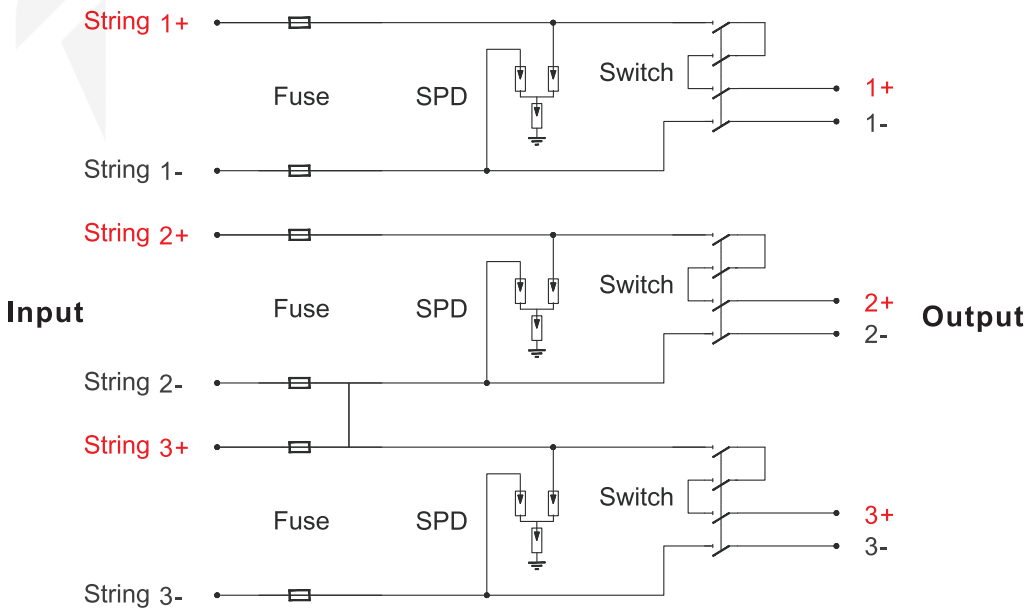 String 1+
Fuse
SPD
Switch
1+
1-
String 1-
String 2+
Fuse
SPD
Switch
2+
2-
Input
Output
String 2-
String 3+
Fuse
SPD
Switch
3+
3-
String 3-